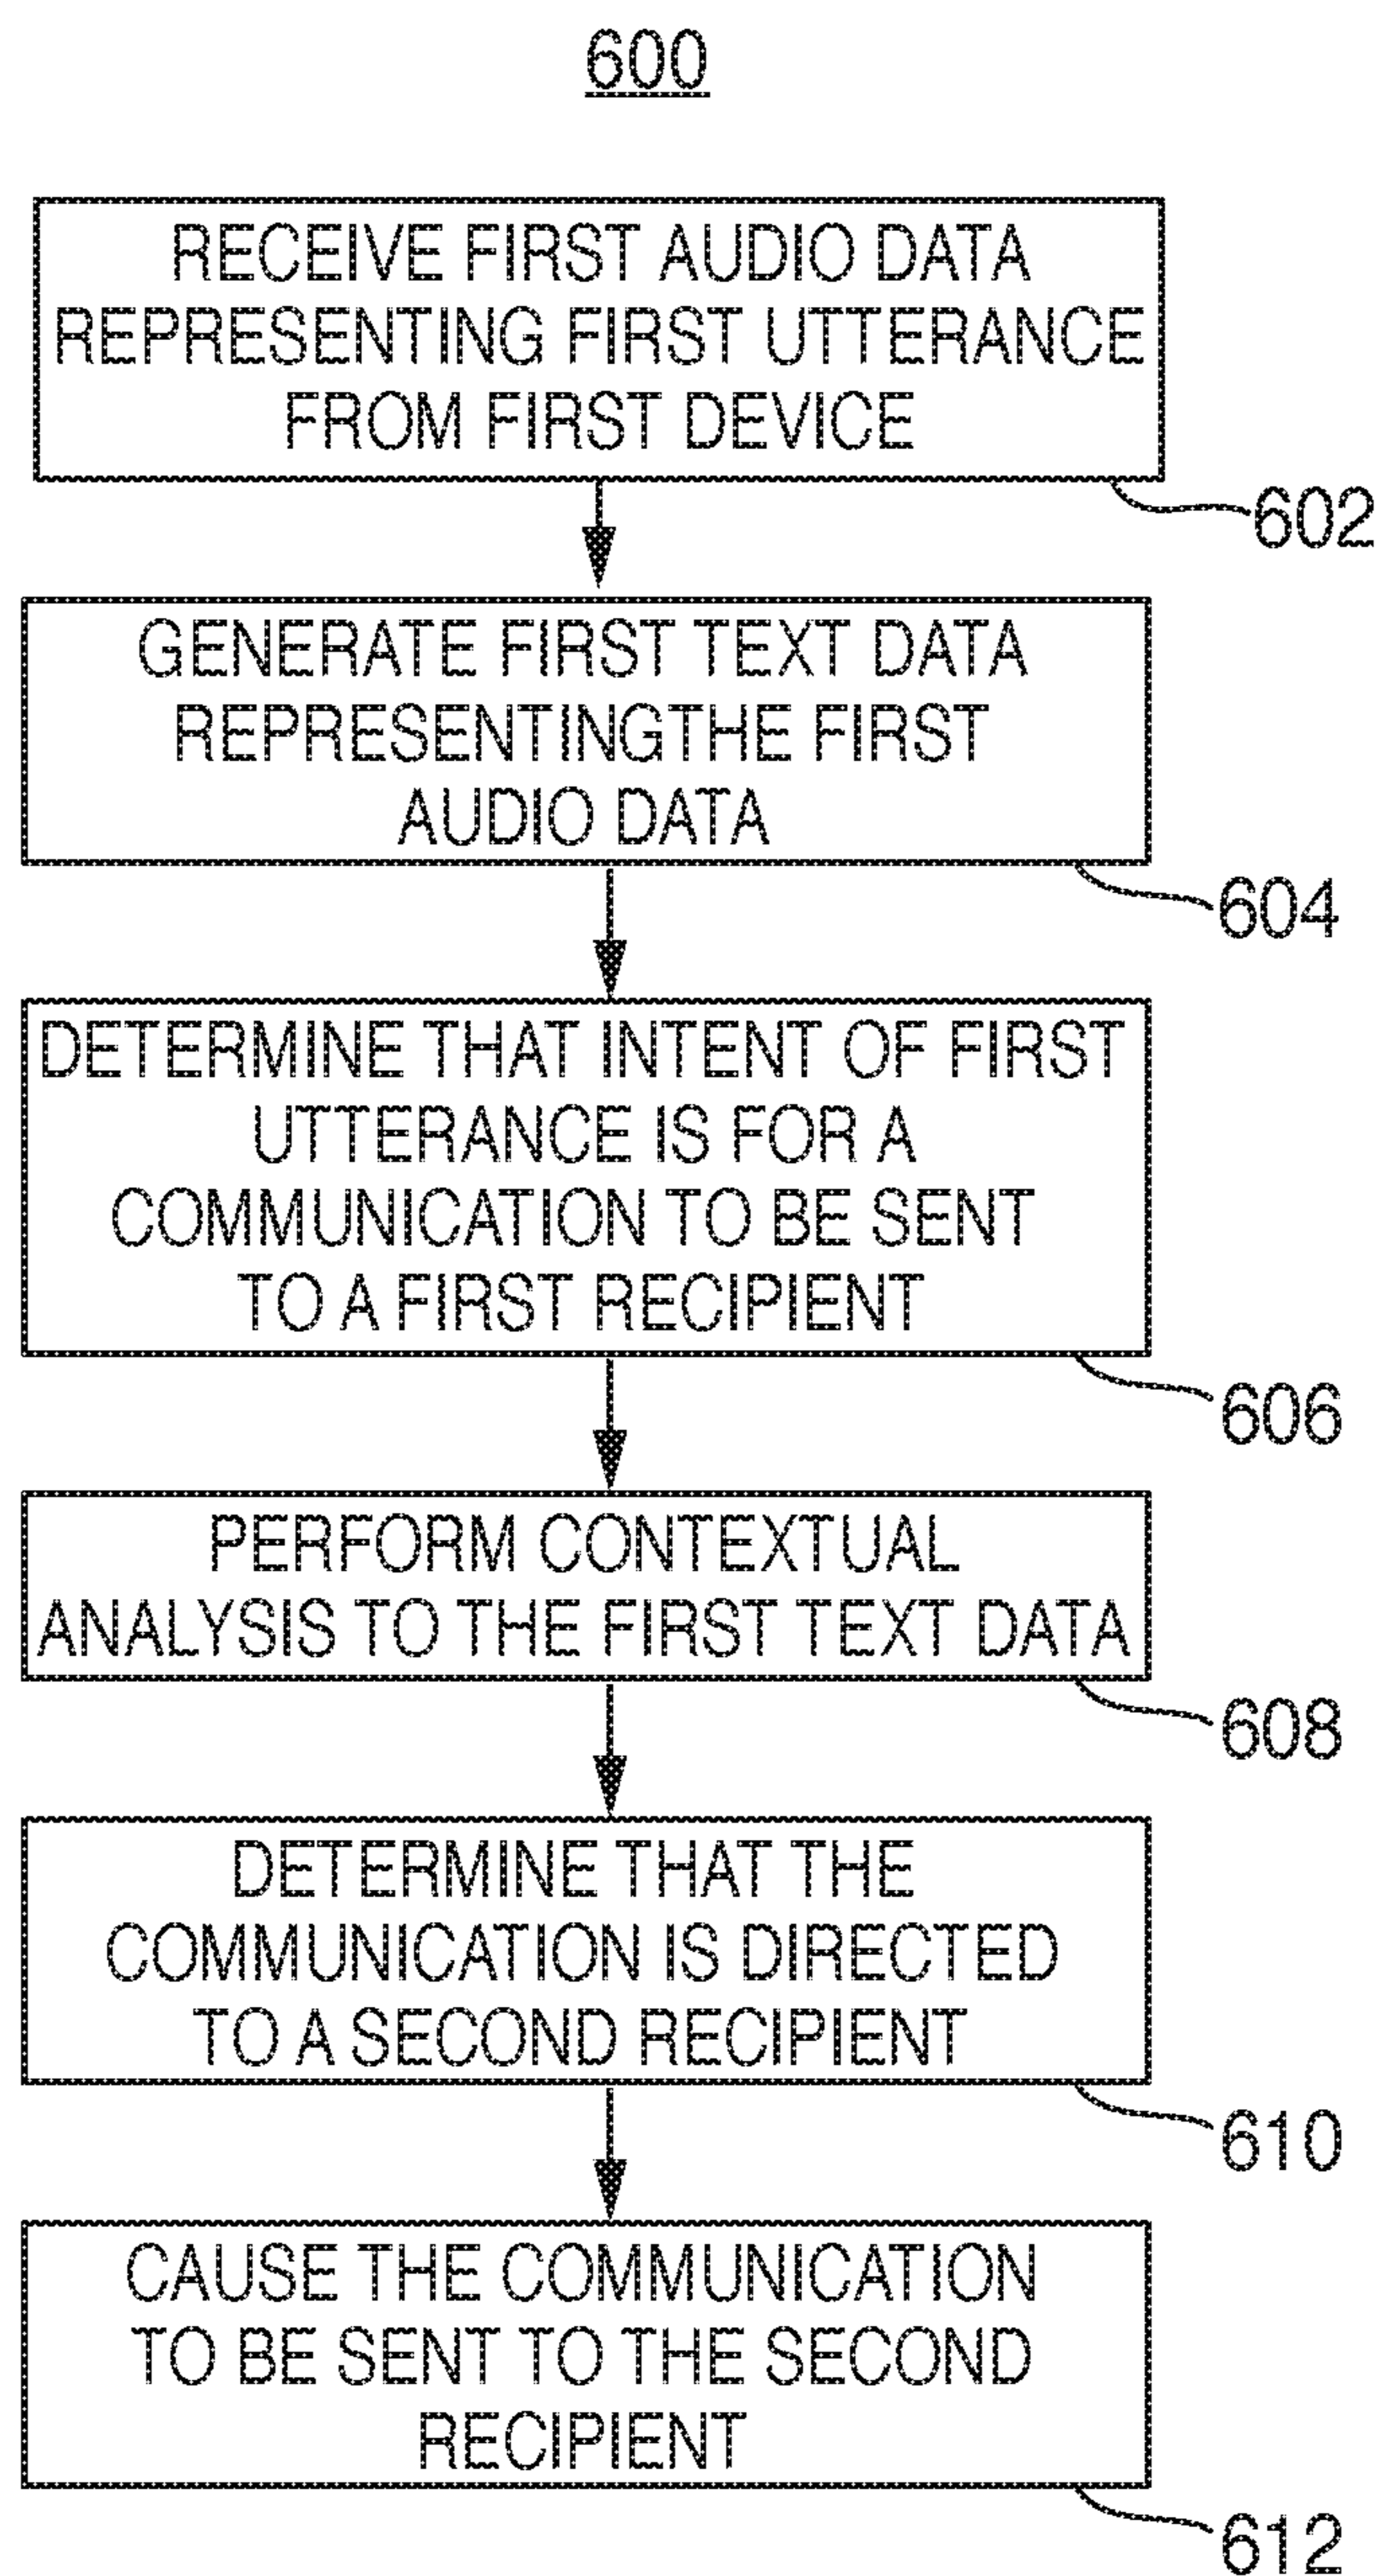 600
RECEIVE FIRST AUDIO DATA
REPRESENTING FIRST UTTERANCE
FROM FIRST DEVICE
602
GENERATE FIRST TEXT DATA
REPRESENTINGTHE FIRST
AUDIO DATA
604
DETERMINE THAT INTENT OF FIRST
UTTERANCE IS FOR A
COMMUNICATION TO BE SENT
TO A FIRST RECIPIENT
606
PERFORM CONTEXTUAL
ANALYSIS TO THE FIRST TEXT DATA
608
DETERMINE THAT THE
COMMUNICATION IS DIRECTED
TO A SECOND RECIPIENT
610
CAUSE THE COMMUNICATION
TO BE SENT TO THE SECOND
RECIPIENT
612